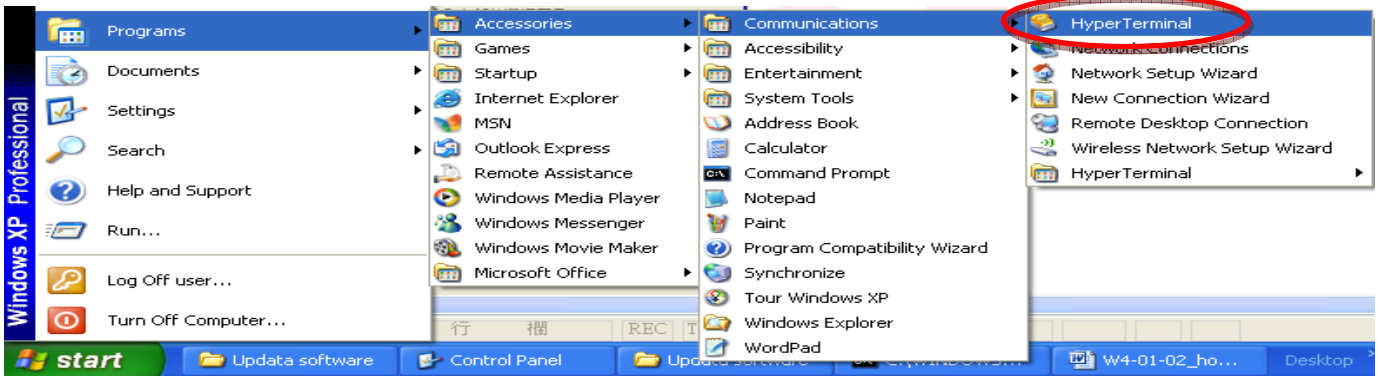 Windows XP Professional
Programs
Documents
Settings
Search
Help and Support
Run...
Log Off user...
Turn Off Computer...
Accessories
Games
Startup
Internet Explorer
MSN
Outlook Express
Remote Assistance
Windows Media Player
Windows Messenger
Windows Movie Maker
Microsoft Office
Communications
Accessibility
Entertainment
System Tools
Address Book
Calculator
Command Prompt
Notepad
Paint
Program Compatibility Wizard
Synchronize
Tour Windows XP
Windows Explorer
WordPad
HyperTerminal
Network Connections
Network Setup Wizard
New Connection Wizard
Remote Desktop Connection
Wireless Network Setup Wizard
HyperTerminal
行 欄 REC
start Updata software Control Panel Updata software W4-01-02_ho... Desktop